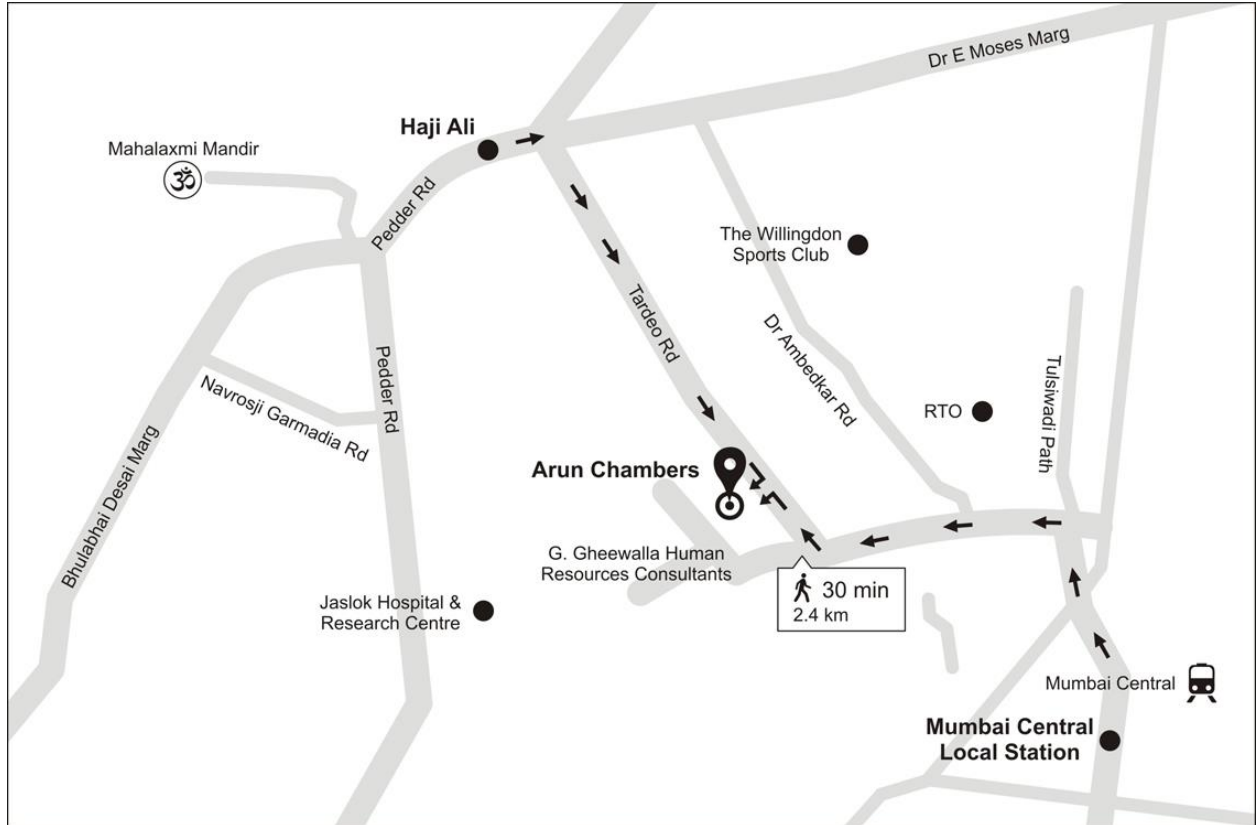 Dr E Moses Marg
Haji Ali
Mahalaxmi Mandir
ॐ
Pedder Rd
The Willingdon
Sports Club
Tardeo Rd
Dr Ambedkar Rd
Tulsiwadi Path
Pedder Rd
Navrosji Garmadia Rd
RTO
Arun Chambers
Bhulabhai Desai Marg
G. Gheewalla Human
Resources Consultants
30 min
2.4 km
Jaslok Hospital &
Research Centre
Mumbai Central
Mumbai Central
Local Station